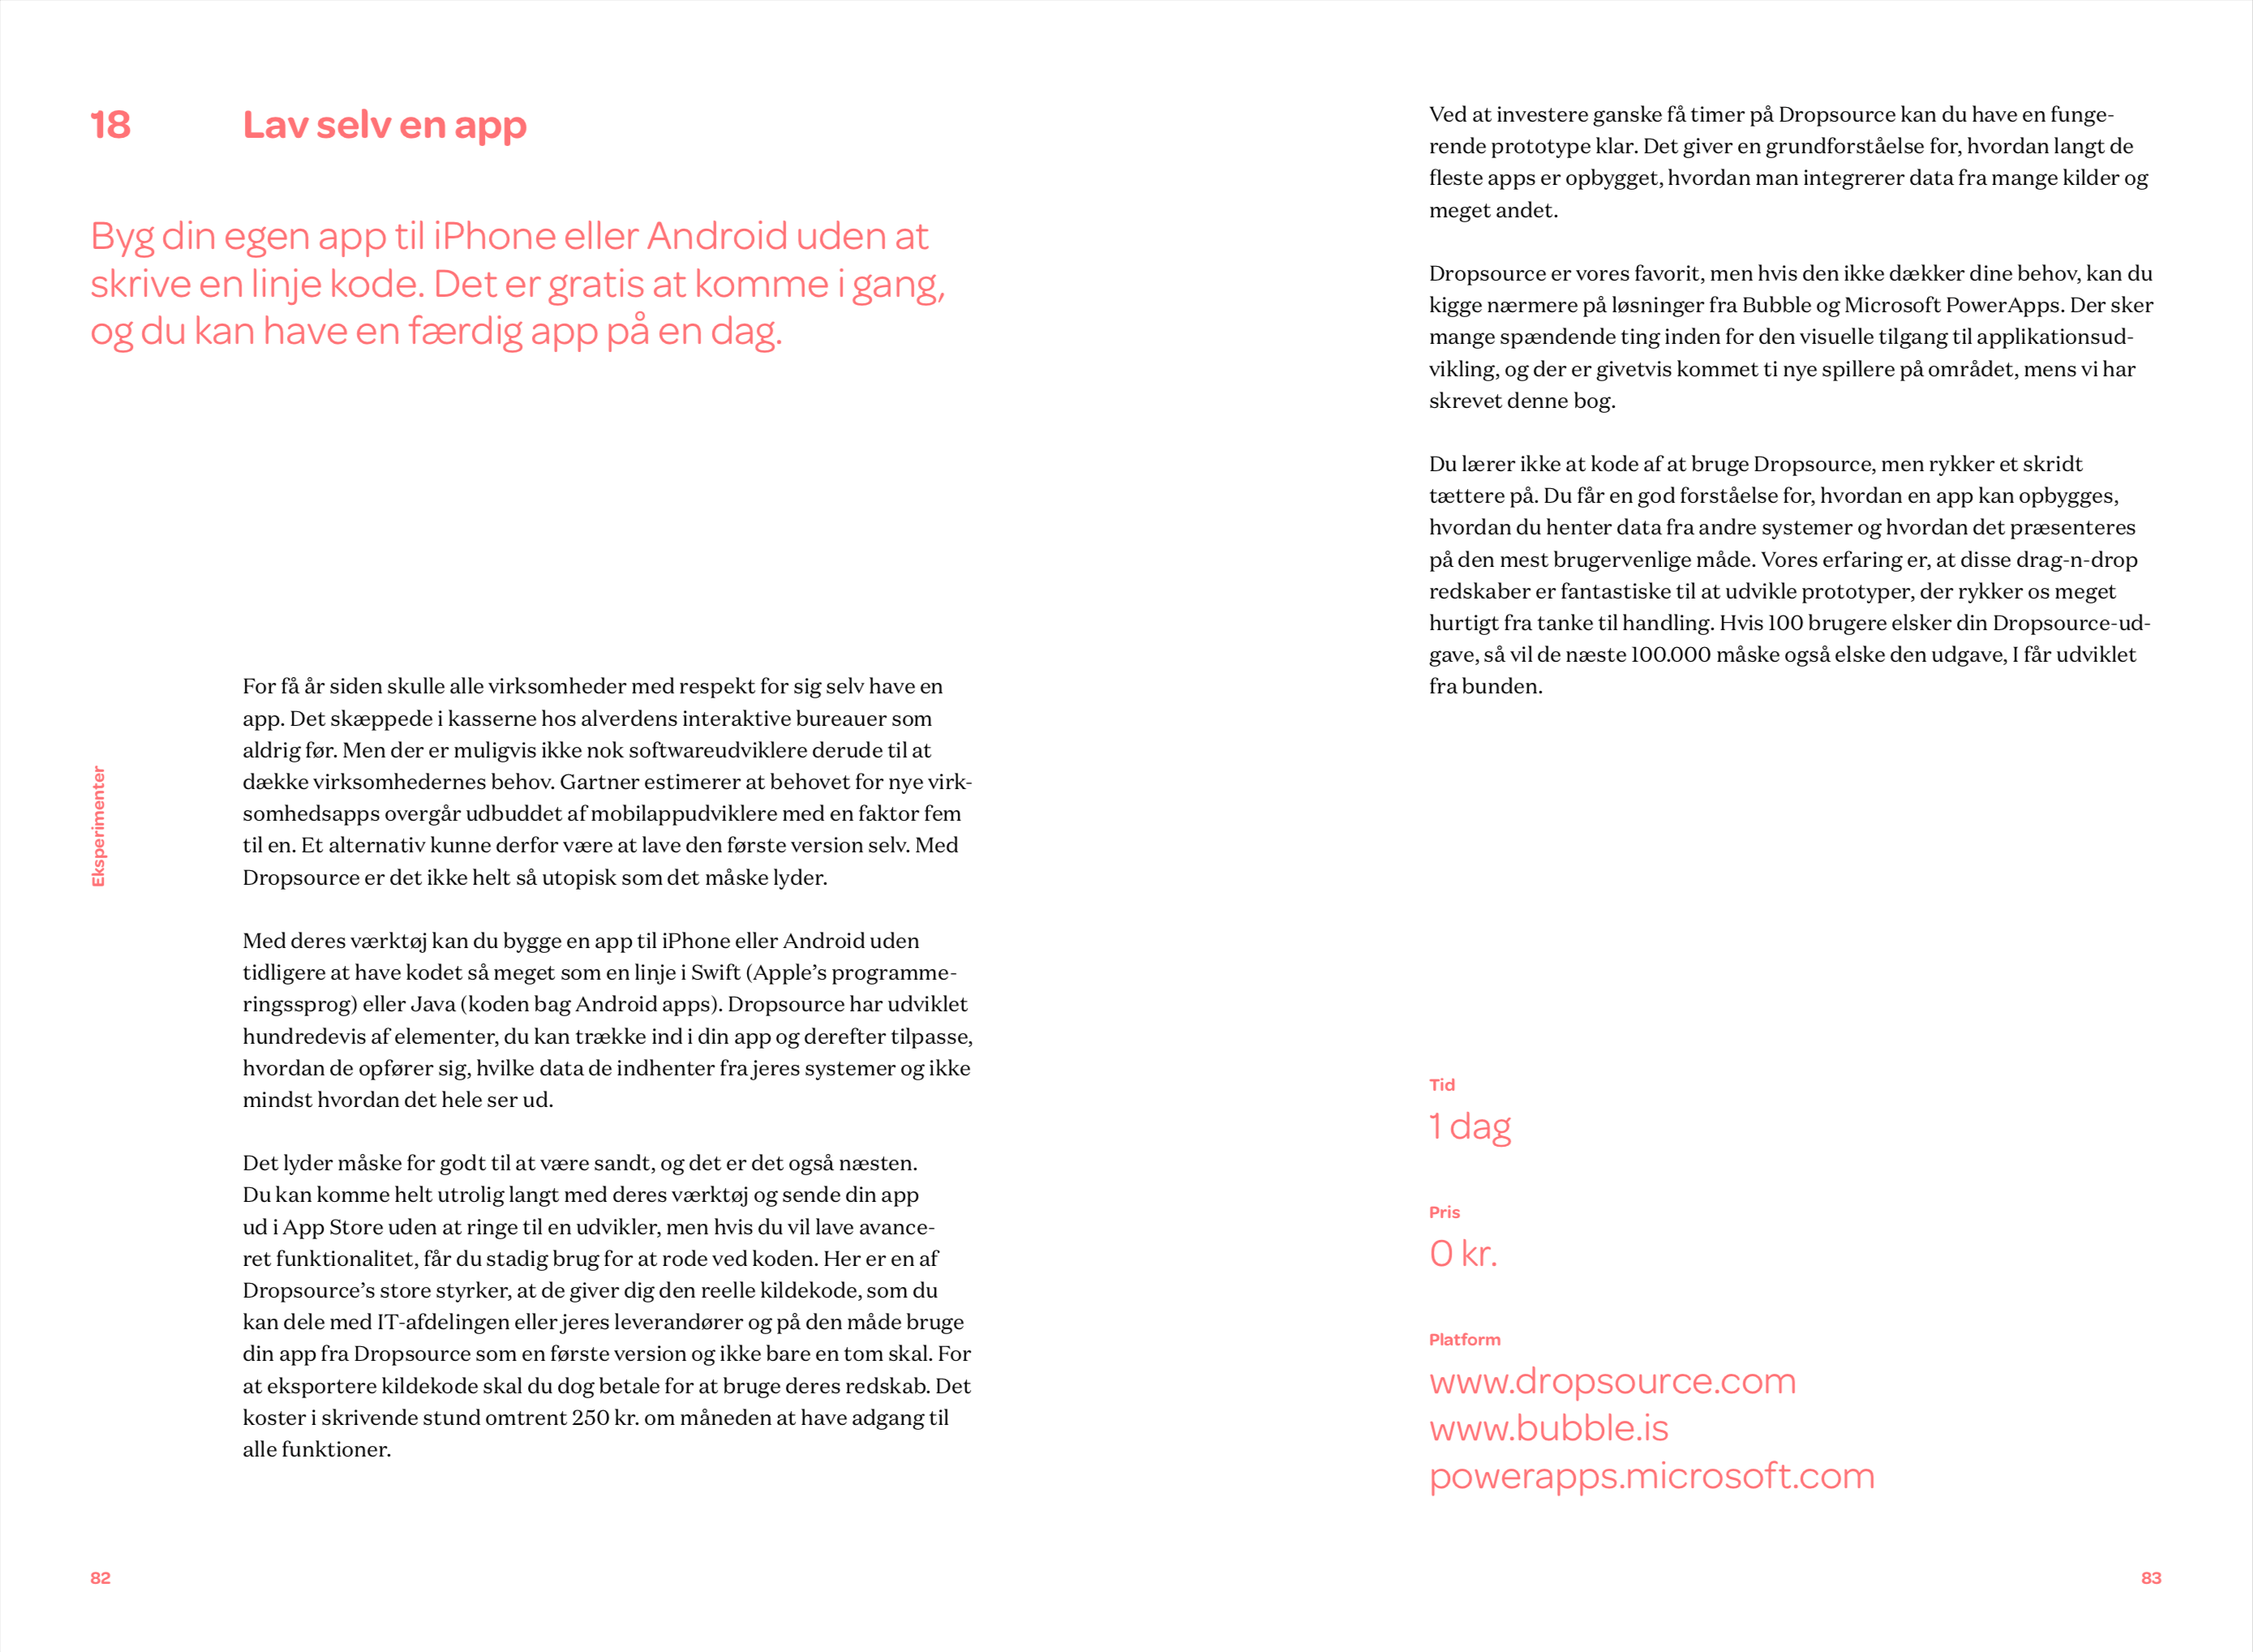 18 Lav selv en app
Byg din egen app til iPhone eller Android uden at
skrive en linje kode. Det er gratis at komme i gang,
og du kan have en færdig app på en dag.
Eksperimenter
For få år siden skulle alle virksomheder med respekt for sig selv have en
app. Det skæppede i kasserne hos alverdens interaktive bureauer som
aldrig før. Men der er muligvis ikke nok softwareudviklere derude til at
dække virksomhedernes behov. Gartner estimerer at behovet for nye virk-
somhedsapps overgår udbuddet af mobilappudviklere med en faktor fem
til en. Et alternativ kunne derfor være at lave den første version selv. Med
Dropsource er det ikke helt så utopisk som det måske lyder.
Med deres værktøj kan du bygge en app til iPhone eller Android uden
tidligere at have kodet så meget som en linje i Swift (Apple’s programme-
ringssprog) eller Java (koden bag Android apps). Dropsource har udviklet
hundredevis af elementer, du kan trække ind i din app og derefter tilpasse,
hvordan de opfører sig, hvilke data de indhenter fra jeres systemer og ikke
mindst hvordan det hele ser ud.
Det lyder måske for godt til at være sandt, og det er det også næsten.
Du kan komme helt utrolig langt med deres værktøj og sende din app
ud i App Store uden at ringe til en udvikler, men hvis du vil lave avance-
ret funktionalitet, får du stadig brug for at rode ved koden. Her er en af
Dropsource’s store styrker, at de giver dig den reelle kildekode, som du
kan dele med IT-afdelingen eller jeres leverandører og på den måde bruge
din app fra Dropsource som en første version og ikke bare en tom skal. For
at eksportere kildekode skal du dog betale for at bruge deres redskab. Det
koster i skrivende stund omtrent 250 kr. om måneden at have adgang til
alle funktioner.
82
Ved at investere ganske få timer på Dropsource kan du have en funge-
rende prototype klar. Det giver en grundforståelse for, hvordan langt de
fleste apps er opbygget, hvordan man integrerer data fra mange kilder og
meget andet.
Dropsource er vores favorit, men hvis den ikke dækker dine behov, kan du
kigge nærmere på løsninger fra Bubble og Microsoft PowerApps. Der sker
mange spændende ting inden for den visuelle tilgang til applikationsud-
vikling, og der er givetvis kommet ti nye spillere på området, mens vi har
skrevet denne bog.
Du lærer ikke at kode af at bruge Dropsource, men rykker et skridt
tættere på. Du får en god forståelse for, hvordan en app kan opbygges,
hvordan du henter data fra andre systemer og hvordan det præsenteres
på den mest brugervenlige måde. Vores erfaring er, at disse drag-n-drop
redskaber er fantastiske til at udvikle prototyper, der rykker os meget
hurtigt fra tanke til handling. Hvis 100 brugere elsker din Dropsource-ud-
gave, så vil de næste 100.000 måske også elske den udgave, I får udviklet
fra bunden.
Tid
1 dag
Pris
0 kr.
Platform
www.dropsource.com
www.bubble.is
powerapps.microsoft.com
83